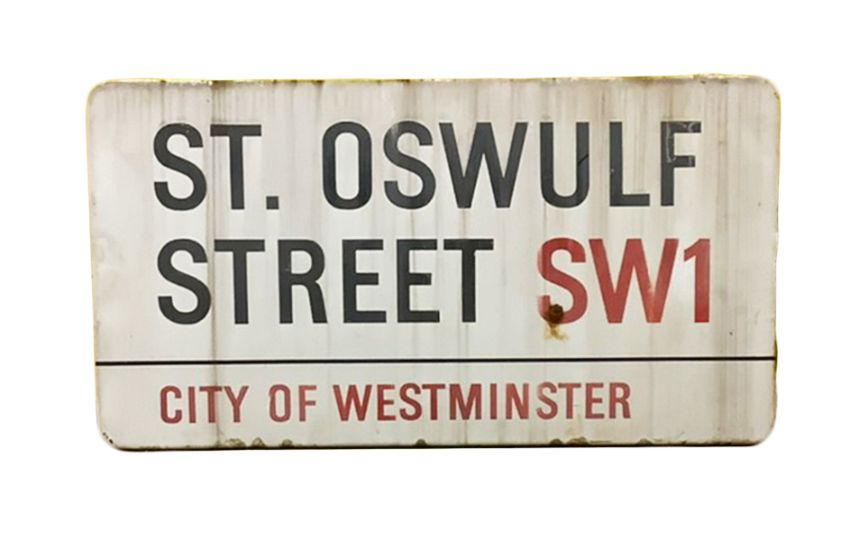 ST. OSWULF
STREET SW1
CITY OF WESTMINSTER